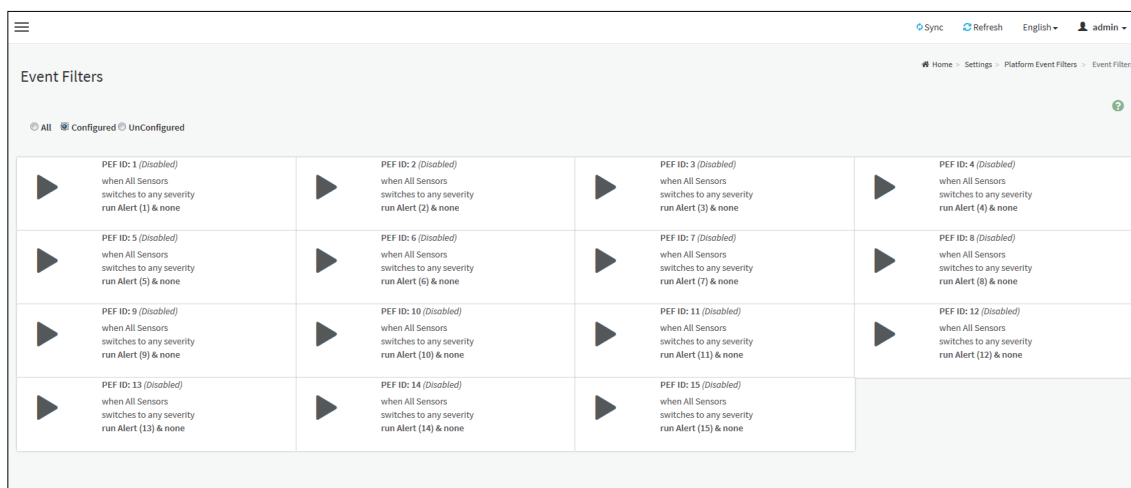 Sync Refresh English admin
Home > Settings > Platform Event Filters > Event Filters
Event Filters
All Configured UnConfigured
PEF ID: 1 (Disabled)
when All Sensors
switches to any severity
run Alert (1) & none
PEF ID: 2 (Disabled)
when All Sensors
switches to any severity
run Alert (2) & none
PEF ID: 3 (Disabled)
when All Sensors
switches to any severity
run Alert (3) & none
PEF ID: 4 (Disabled)
when All Sensors
switches to any severity
run Alert (4) & none
PEF ID: 5 (Disabled)
when All Sensors
switches to any severity
run Alert (5) & none
PEF ID: 6 (Disabled)
when All Sensors
switches to any severity
run Alert (6) & none
PEF ID: 7 (Disabled)
when All Sensors
switches to any severity
run Alert (7) & none
PEF ID: 8 (Disabled)
when All Sensors
switches to any severity
run Alert (8) & none
PEF ID: 9 (Disabled)
when All Sensors
switches to any severity
run Alert (9) & none
PEF ID: 10 (Disabled)
when All Sensors
switches to any severity
run Alert (10) & none
PEF ID: 11 (Disabled)
when All Sensors
switches to any severity
run Alert (11) & none
PEF ID: 12 (Disabled)
when All Sensors
switches to any severity
run Alert (12) & none
PEF ID: 13 (Disabled)
when All Sensors
switches to any severity
run Alert (13) & none
PEF ID: 14 (Disabled)
when All Sensors
switches to any severity
run Alert (14) & none
PEF ID: 15 (Disabled)
when All Sensors
switches to any severity
run Alert (15) & none